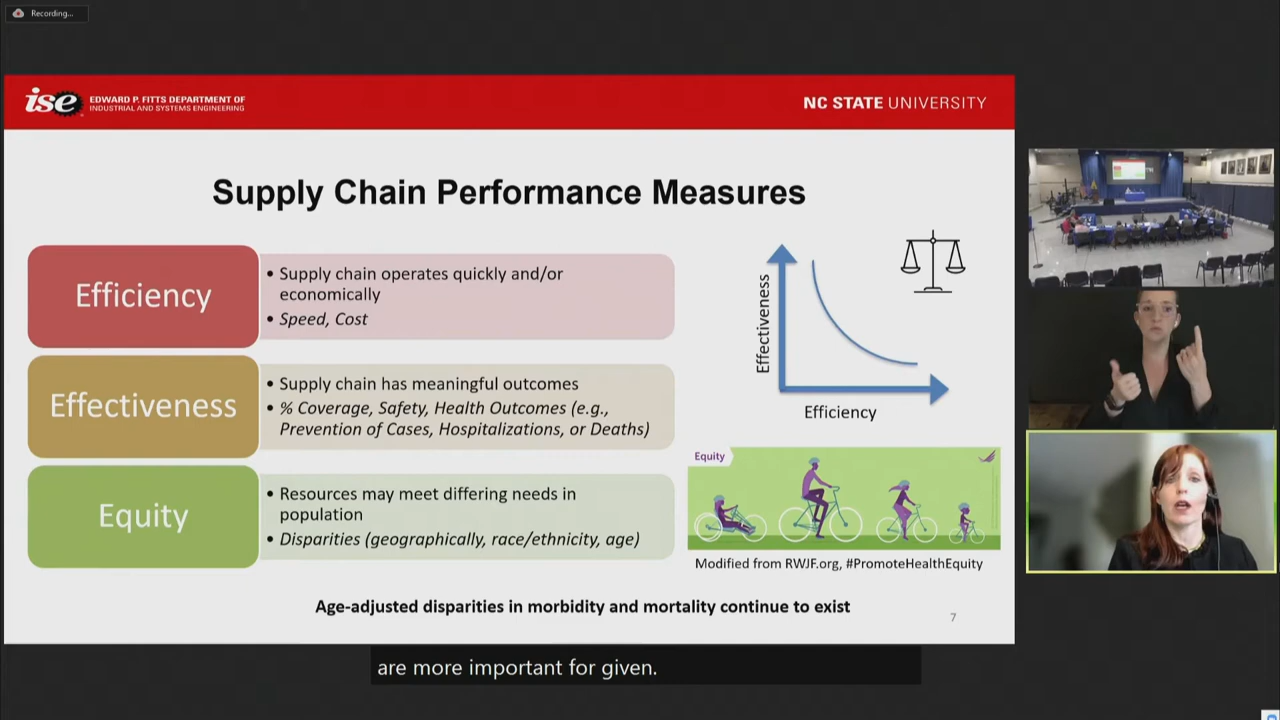 Recording...
ise
EDWARD P. FITTS DEPARTMENT OF
INDUSTRIAL AND SYSTEMS ENGINEERING
NC STATE UNIVERSITY
Supply Chain Performance Measures
Efficiency
• Supply chain operates quickly and/or
economically
• Speed, Cost
Effectiveness
• Supply chain has meaningful outcomes
• % Coverage, Safety, Health Outcomes (e.g.,
Prevention of Cases, Hospitalizations, or Deaths)
Equity
• Resources may meet differing needs in
population
• Disparities (geographically, race/ethnicity, age)
Effectiveness
Efficiency
Equity
Modified from RWJF.org, #PromoteHealthEquity
Age-adjusted disparities in morbidity and mortality continue to exist
7
are more important for given.